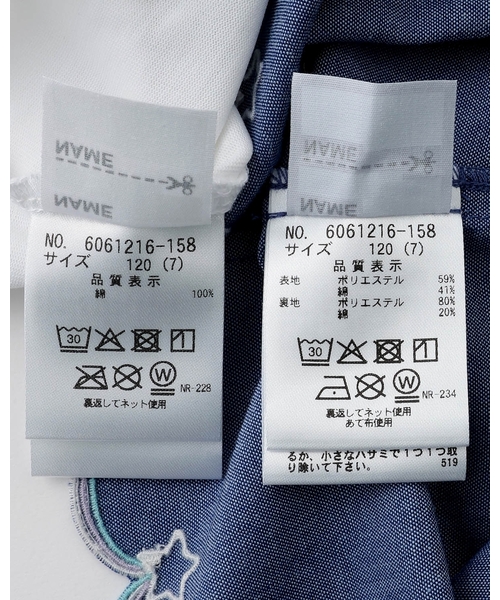 NAME
NAME
NO. 6061216-158
サイズ 120 (7)
品質表示
綿 100%
30
W
NR-228
裏返してネット使用
NAME
NAME
NO. 6061216-158
サイズ 120 (7)
品質表示
表地 ポリエステル 59%
綿 41%
裏地 ポリエステル 80%
綿 20%
30
W
NR-234
裏返してネット使用
あて布使用
るか、小さなハサミで1つ1つ取
り除いて下さい。 519